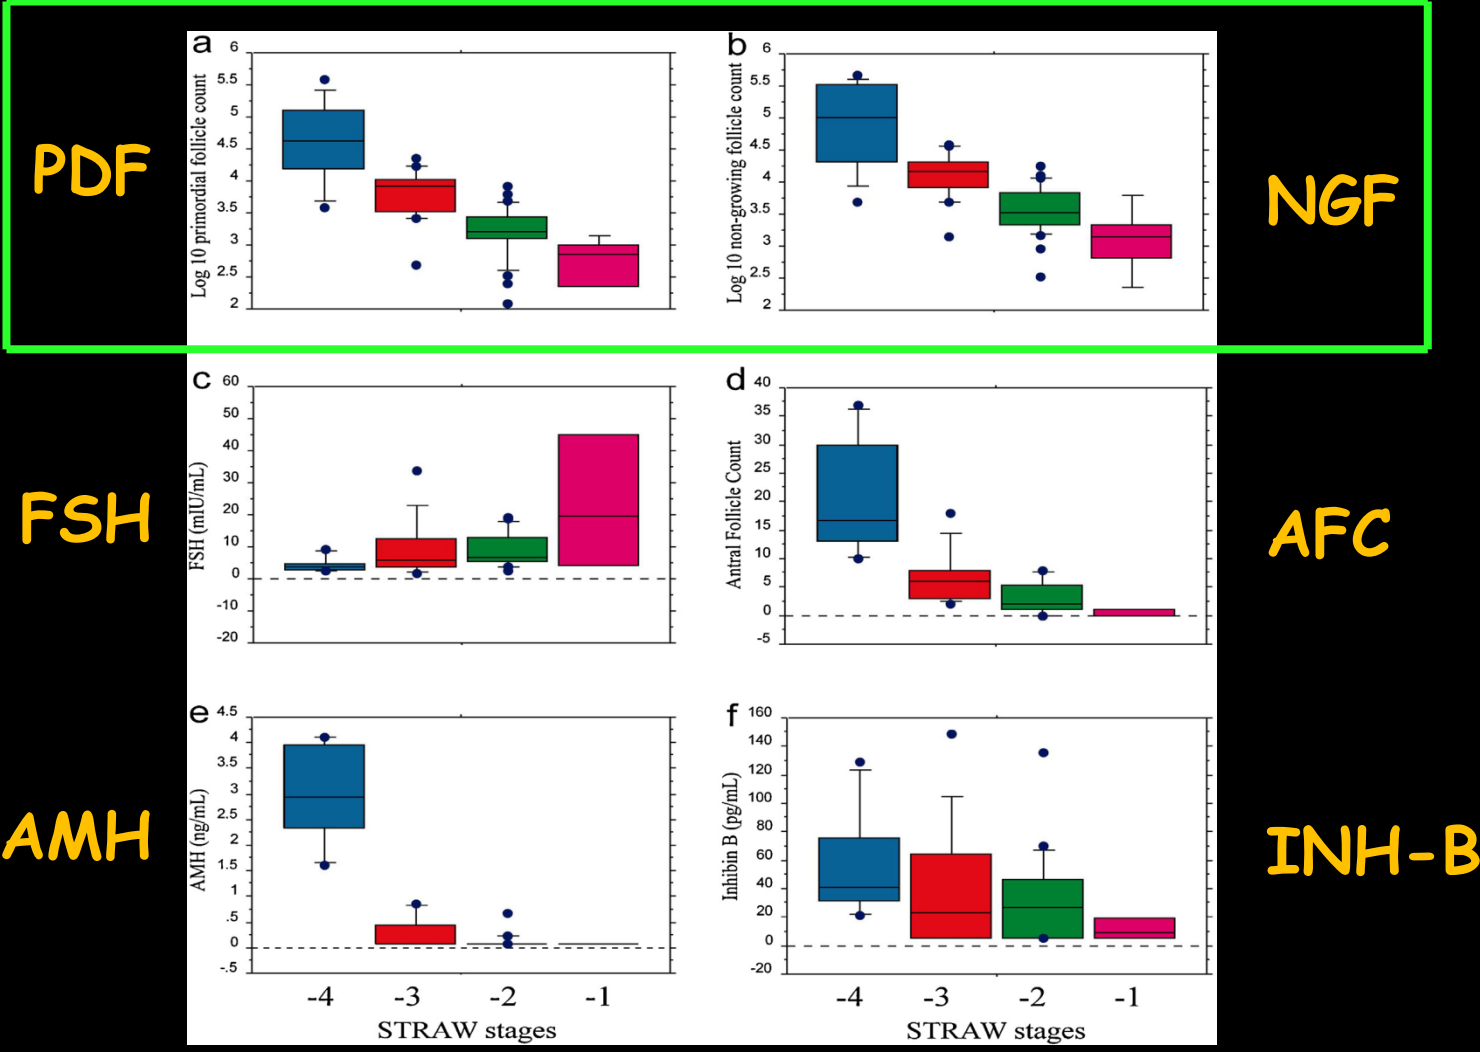 a
b
PDF
Log 10 primordial follicle count
6
5.5
5
4.5
4
3.5
3
2.5
2
Log 10 non-growing follicle count
6
5.5
5
4.5
4
3.5
3
2.5
2
NGF
c
d
FSH
FSH (mIU/mL)
60
50
40
30
20
10
0
-10
-20
Antral Follicle Count
40
35
30
25
20
15
10
5
0
-5
AFC
e
f
AMH
AMH (ng/mL)
4.5
4
3.5
3
2.5
2
1.5
1
.5
0
-.5
Inhibin B (pg/mL)
160
140
120
100
80
60
40
20
0
-20
INH-B
-4 -3 -2 -1
STRAW stages
-4 -3 -2 -1
STRAW stages